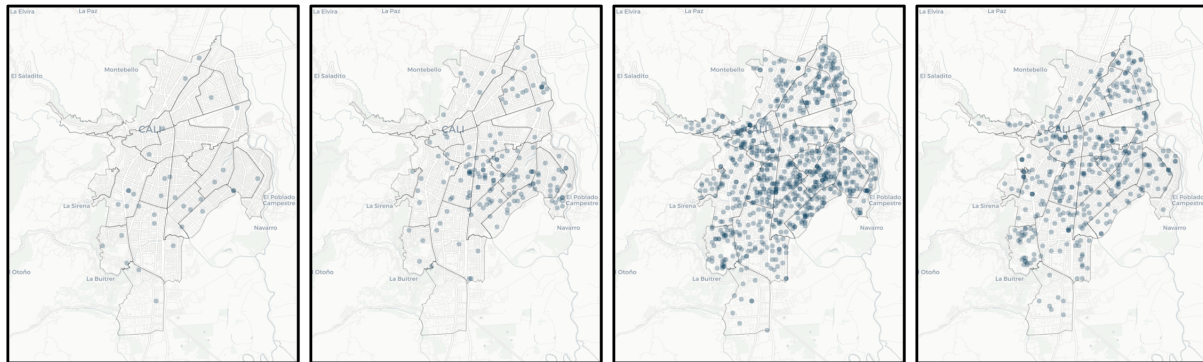 La Elvira La Paz
El Saladito
Montebello
CALI
La Sirena
El Poblado
Campestre
Navarro
l Otoño
La Buitrer
La Elvira La Paz
El Saladito
Montebello
CALI
La Sirena
El Poblado
Campestre
Navarro
l Otoño
La Buitrer
La Elvira La Paz
El Saladito
Montebello
CALI
La Sirena
El Poblado
Campestre
Navarro
l Otoño
La Buitrer
La Elvira La Paz
El Saladito
Montebello
CALI
La Sirena
El Poblado
Campestre
Navarro
l Otoño
La Buitrer